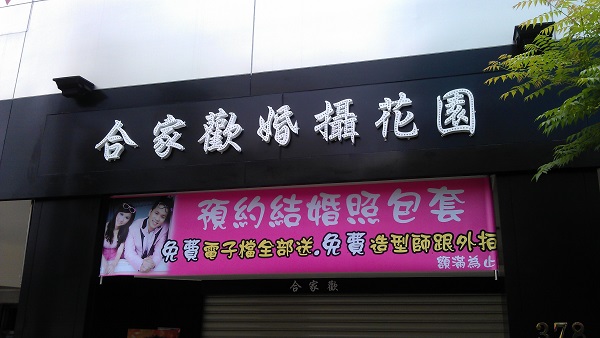 合家歡婚攝花園
預約結婚照包套
免費電子檔全部送.免費造型師跟外拍
額滿為止
合家歡
378